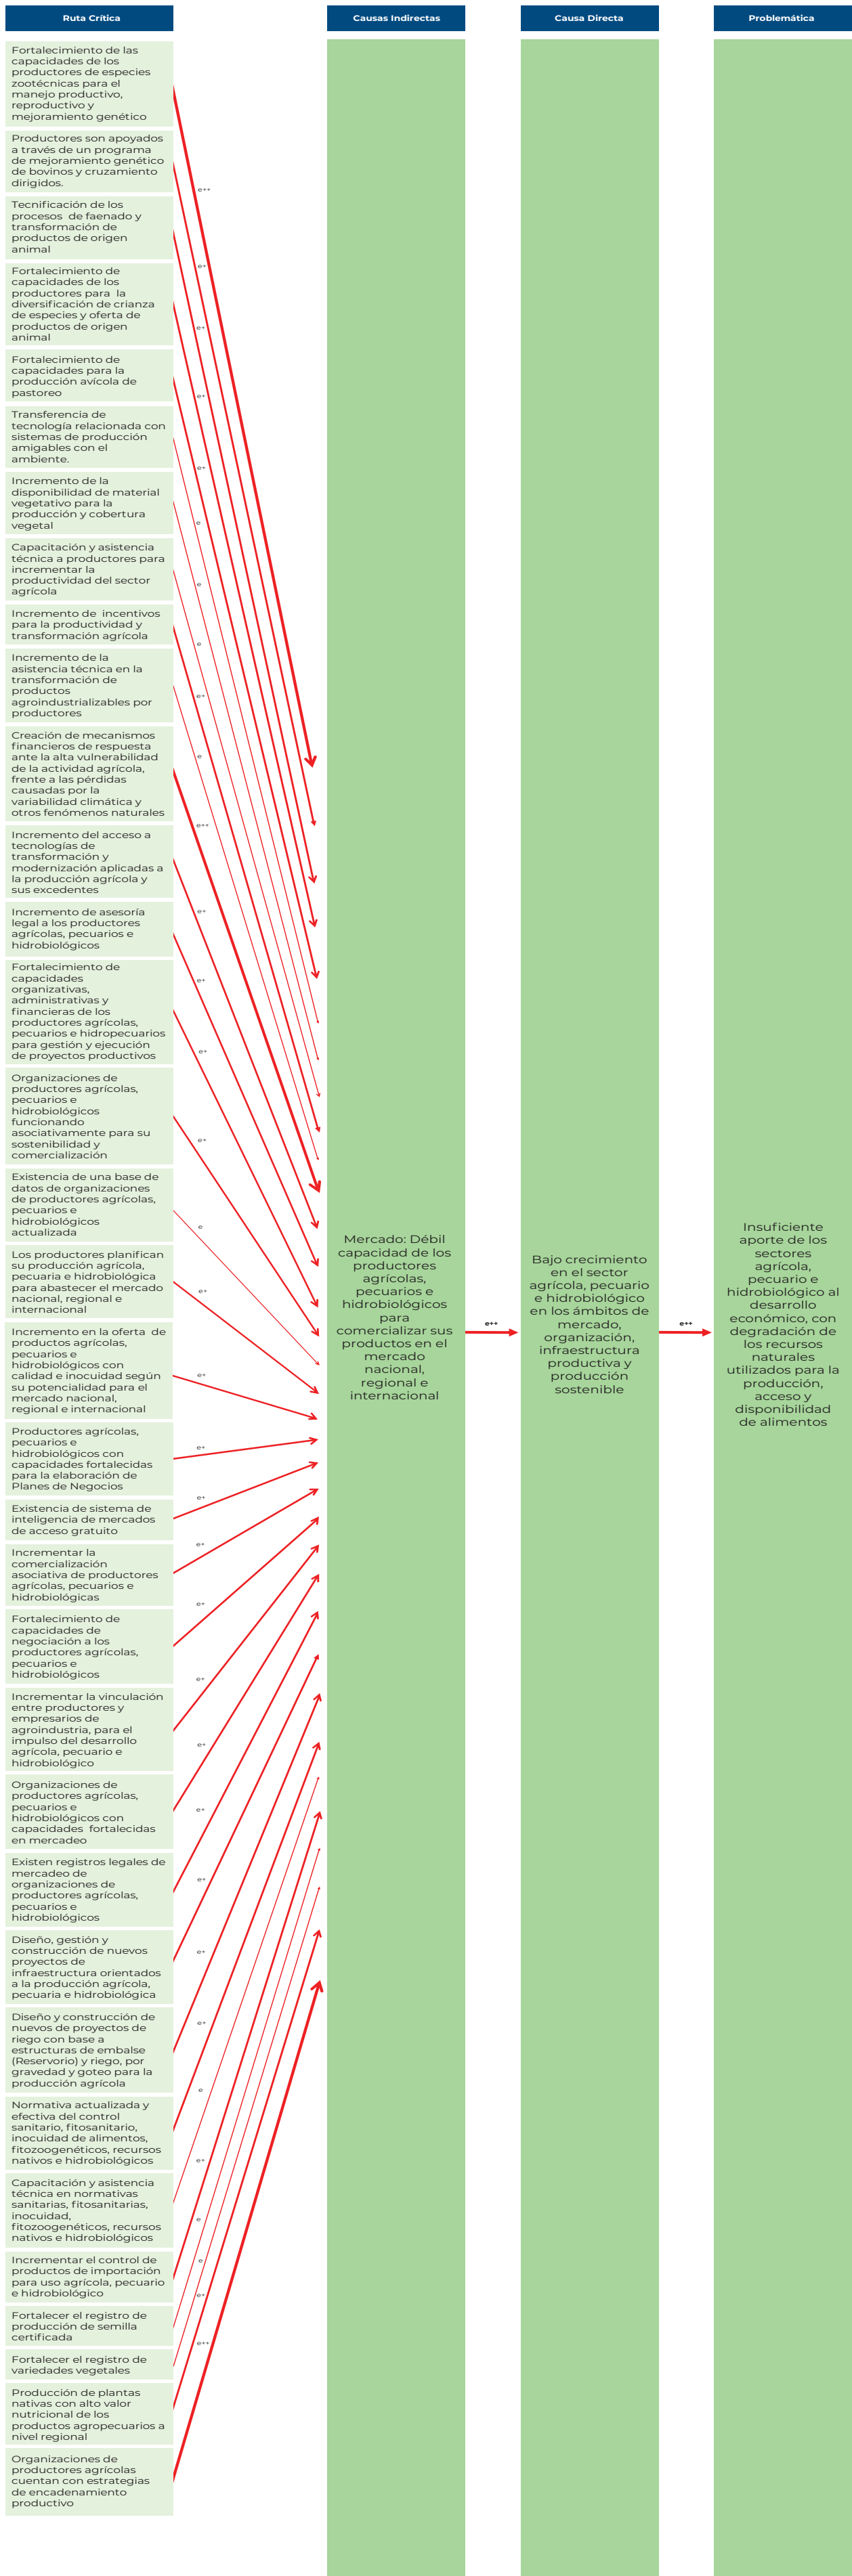 Ruta Crítica
Causas Indirectas
Causa Directa
Problemática
Fortalecimiento de las
capacidades de los
productores de especies
zootécnicas para el
manejo productivo,
reproductivo y
mejoramiento genético
Productores son apoyados
a través de un programa
de mejoramiento genético
de bovinos y cruzamiento
dirigidos.
Tecnificación de los
procesos de faenado y
transformación de
productos de origen
animal
Fortalecimiento de
capacidades de los
productores para la
diversificación de crianza
de especies y oferta de
productos de origen
animal
Fortalecimiento de
capacidades para la
producción avícola de
pastoreo
Transferencia de
tecnología relacionada con
sistemas de producción
amigables con el
ambiente.
Incremento de la
disponibilidad de material
vegetativo para la
producción y cobertura
vegetal
Capacitación y asistencia
técnica a productores para
incrementar la
productividad del sector
agrícola
Incremento de incentivos
para la productividad y
transformación agrícola
Incremento de la
asistencia técnica en la
transformación de
productos
agroindustrializables por
productores
Creación de mecanismos
financieros de respuesta
ante la alta vulnerabilidad
de la actividad agrícola,
frente a las pérdidas
causadas por la
variabilidad climática y
otros fenómenos naturales
Incremento del acceso a
tecnologías de
transformación y
modernización aplicadas a
la producción agrícola y
sus excedentes
Incremento de asesoría
legal a los productores
agrícolas, pecuarios e
hidrobiológicos
Fortalecimiento de
capacidades
organizativas,
administrativas y
financieras de los
productores agrícolas,
pecuarios e hidropecuarios
para gestión y ejecución
de proyectos productivos
Organizaciones de
productores agrícolas,
pecuarios e
hidrobiológicos
funcionando
asociativamente para su
sostenibilidad y
comercialización
Existencia de una base de
datos de organizaciones
de productores agrícolas,
pecuarios e
hidrobiológicos
actualizada
Los productores planifican
su producción agrícola,
pecuaria e hidrobiológica
para abastecer el mercado
nacional, regional e
internacional
Incremento en la oferta de
productos agrícolas,
pecuarios e
hidrobiológicos con
calidad e inocuidad según
su potencialidad para el
mercado nacional,
regional e internacional
Productores agrícolas,
pecuarios e
hidrobiológicos con
capacidades fortalecidas
para la elaboración de
Planes de Negocios
Existencia de sistema de
inteligencia de mercados
de acceso gratuito
Incrementar la
comercialización
asociativa de productores
agrícolas, pecuarios e
hidrobiológicas
Fortalecimiento de
capacidades de
negociación a los
productores agrícolas,
pecuarios e
hidrobiológicos
Incrementar la vinculación
entre productores y
empresarios de
agroindustria, para el
impulso del desarrollo
agrícola, pecuario e
hidrobiológico
Organizaciones de
productores agrícolas,
pecuarios e
hidrobiológicos con
capacidades fortalecidas
en mercadeo
Existen registros legales de
mercadeo de
organizaciones de
productores agrícolas,
pecuarios e
hidrobiológicos
Diseño, gestión y
construcción de nuevos
proyectos de
infraestructura orientados
a la producción agrícola,
pecuaria e hidrobiológica
Diseño y construcción de
nuevos de proyectos de
riego con base a
estructuras de embalse
(Reservorio) y riego, por
gravedad y goteo para la
producción agrícola
Normativa actualizada y
efectiva del control
sanitario, fitosanitario,
inocuidad de alimentos,
fitozoogenéticos, recursos
nativos e hidrobiológicos
Capacitación y asistencia
técnica en normativas
sanitarias, fitosanitarias,
inocuidad,
fitozoogenéticos, recursos
nativos e hidrobiológicos
Incrementar el control de
productos de importación
para uso agrícola, pecuario
e hidrobiológico
Fortalecer el registro de
producción de semilla
certificada
Fortalecer el registro de
variedades vegetales
Producción de plantas
nativas con alto valor
nutricional de los
productos agropecuarios a
nivel regional
Organizaciones de
productores agrícolas
cuentan con estrategias
de encadenamiento
productivo
e++
e+
e+
e+
e+
e
e
e
e+
e
e++
e+
e+
e+
e+
e
e+
e+
e+
e+
e+
e+
e+
e+
e+
e+
e+
e+
e
e+
e
e
e+
e++
Mercado: Débil
capacidad de los
productores
agrícolas,
pecuarios e
hidrobiológicos
para
comercializar sus
productos en el
mercado
nacional,
regional e
internacional
e++
Bajo crecimiento
en el sector
agrícola, pecuario
e hidrobiológico
en los ámbitos de
mercado,
organización,
infraestructura
productiva y
producción
sostenible
e++
Insuficiente
aporte de los
sectores
agrícola,
pecuario e
hidrobiológico al
desarrollo
económico, con
degradación de
los recursos
naturales
utilizados para la
producción,
acceso y
disponibilidad
de alimentos